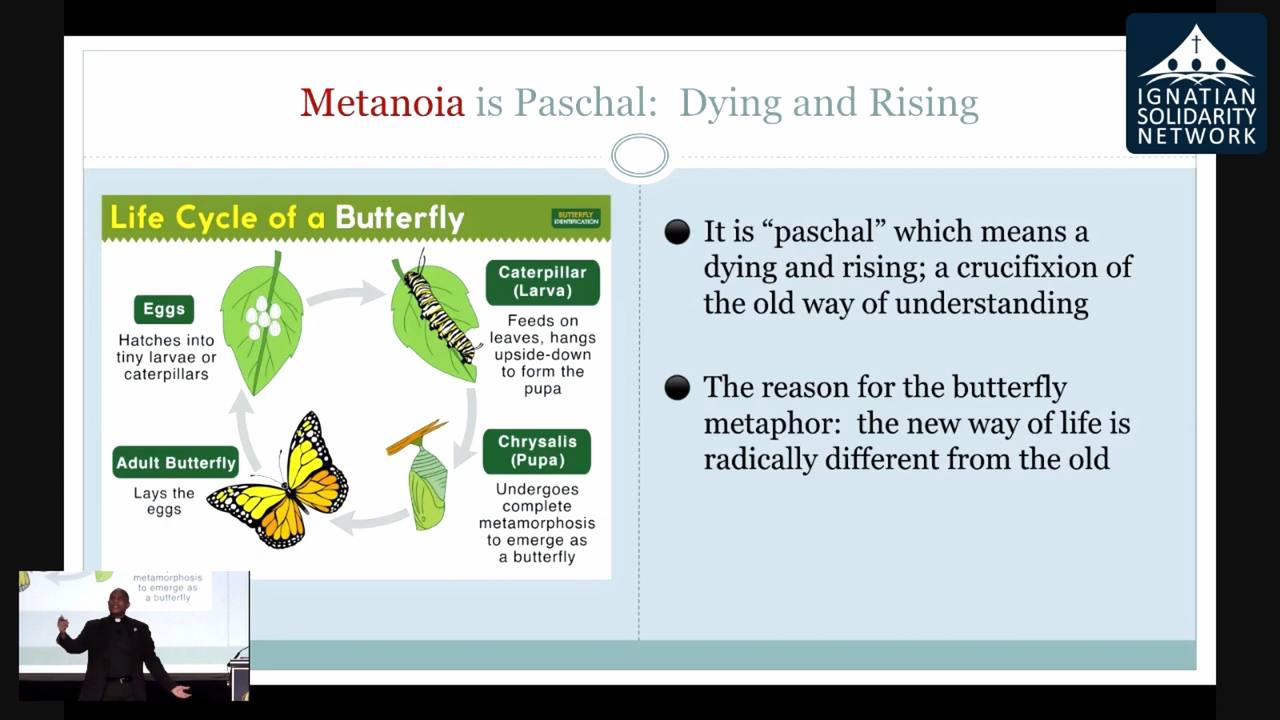 Metanoia is Paschal: Dying and Rising
IGNATIAN
SOLIDARITY
NETWORK
Life Cycle of a Butterfly
BUTTERFLY
IDENTIFICATION
Eggs
Hatches into
tiny larvae or
caterpillars
Caterpillar
(Larva)
Feeds on
leaves, hangs
upside-down
to form the
pupa
Chrysalis
(Pupa)
Undergoes
complete
metamorphosis
to emerge as
a butterfly
Adult Butterfly
Lays the
eggs
It is “paschal” which means a
dying and rising; a crucifixion of
the old way of understanding
The reason for the butterfly
metaphor: the new way of life is
radically different from the old
metamorphosis
to emerge as
a butterfly